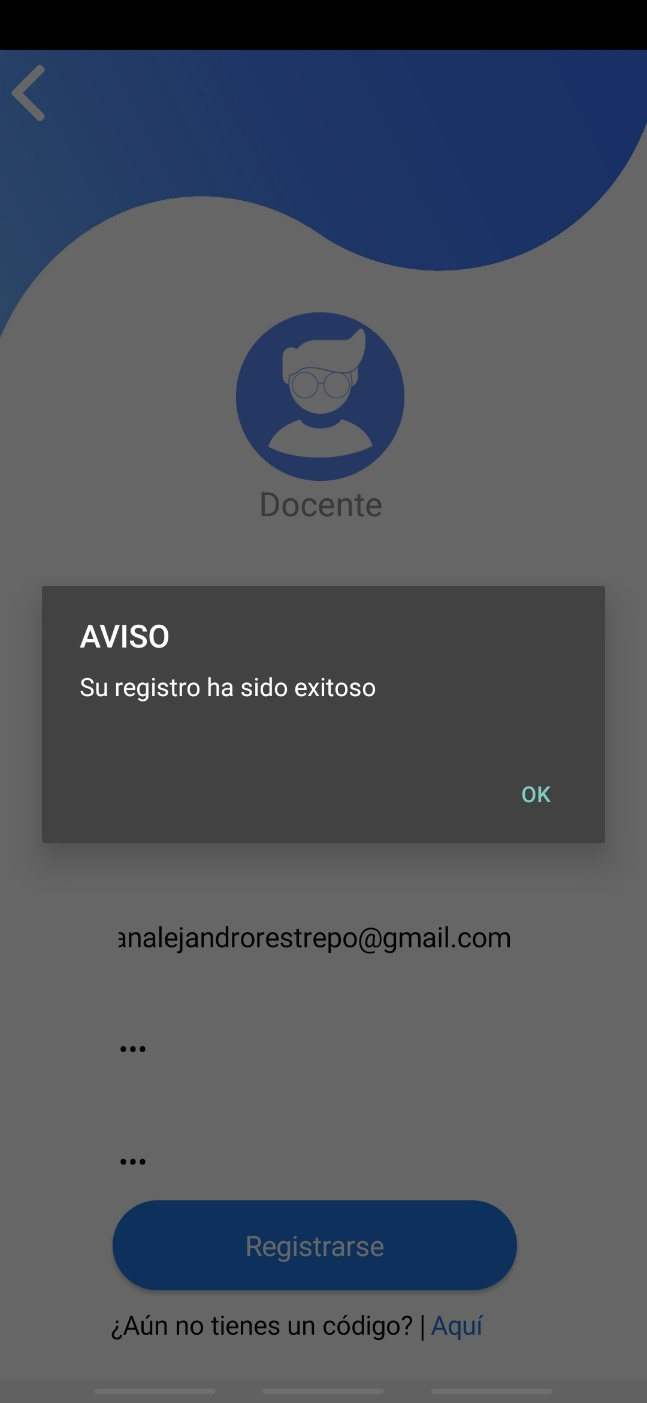 Docente
AVISO
Su registro ha sido exitoso
OK
analejandrorestrepo@gmail.com
•••
•••
Registrarse
¿Aún no tienes un código? | Aquí